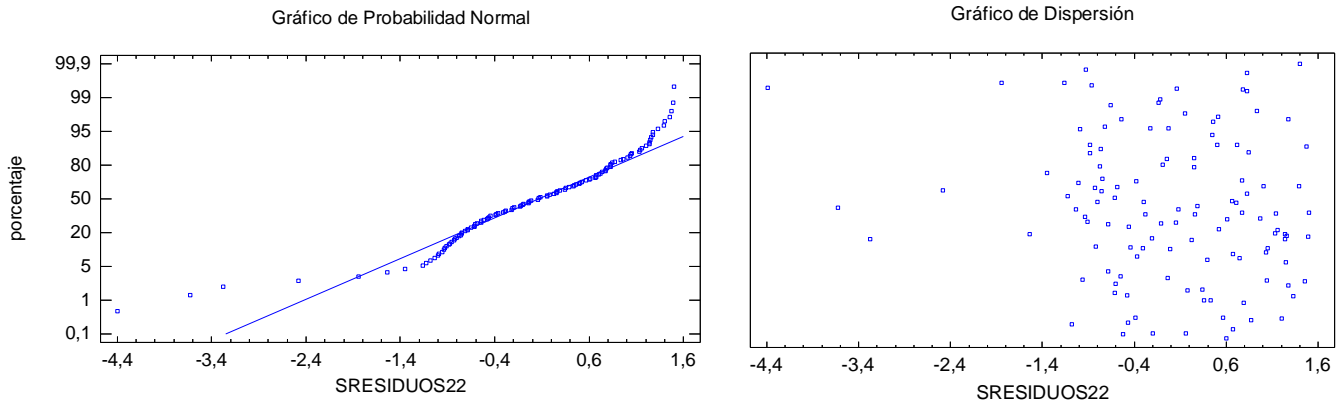 Gráfico de Probabilidad Normal
99,9
99
95
80
50
20
5
1
0,1
porcentaje
-4,4 -3,4 -2,4 -1,4 -0,4 0,6 1,6
SRESIDUOS22
Gráfico de Dispersión
-4,4 -3,4 -2,4 -1,4 -0,4 0,6 1,6
SRESIDUOS22